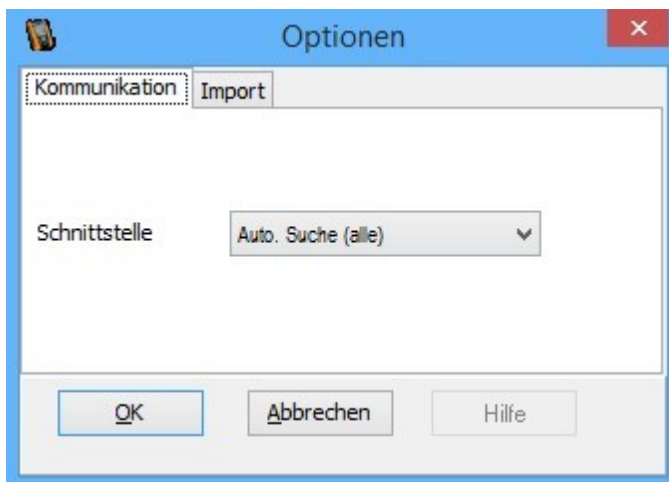 Optionen
Kommunikation Import
Schnittstelle Auto. Suche (alle)
OK Abbrechen Hilfe